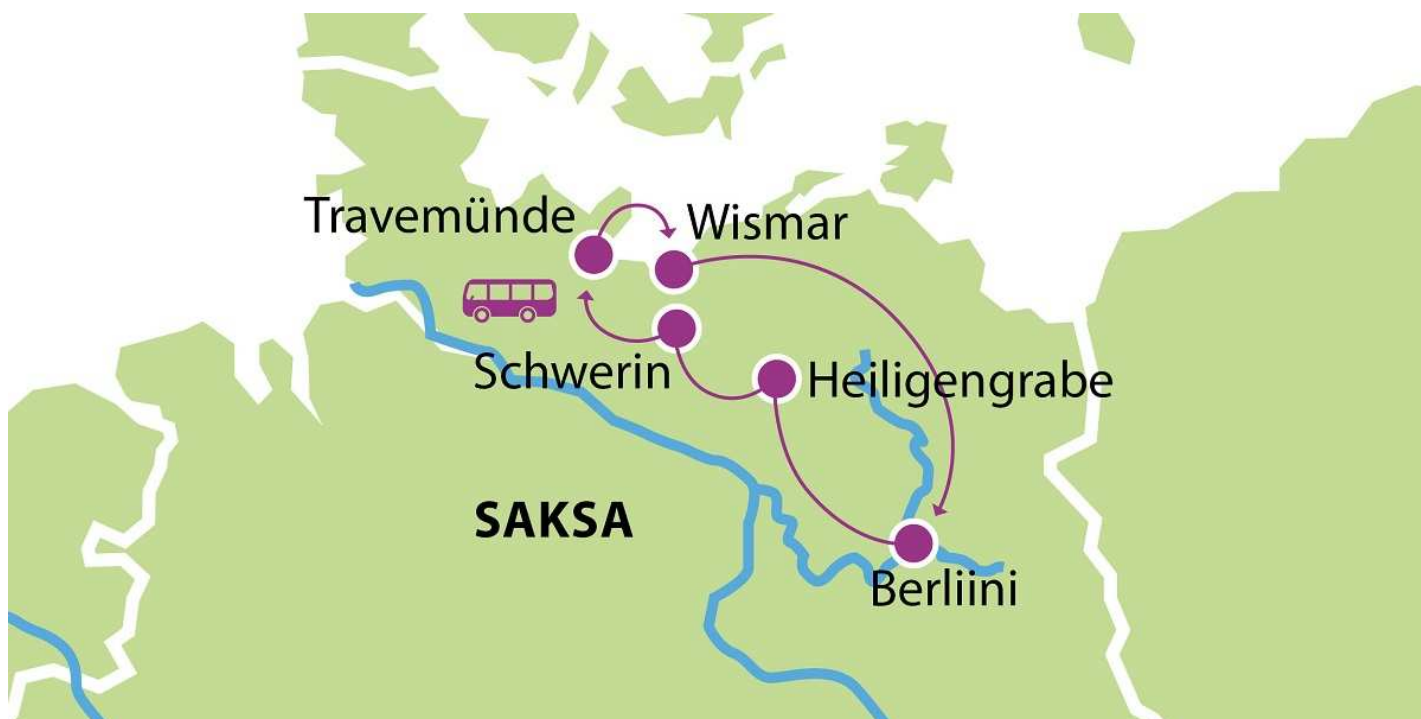 Travemünde
Wismar
Schwerin
Heiligengrabe
SAKSA
Berliini